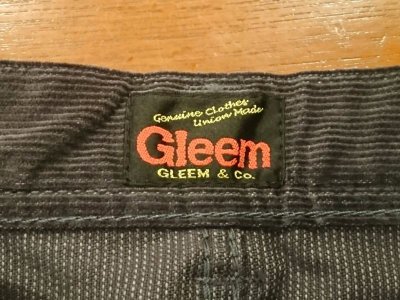 Genuine Clothes
Union Made
Gleem
GLEEM & Co.